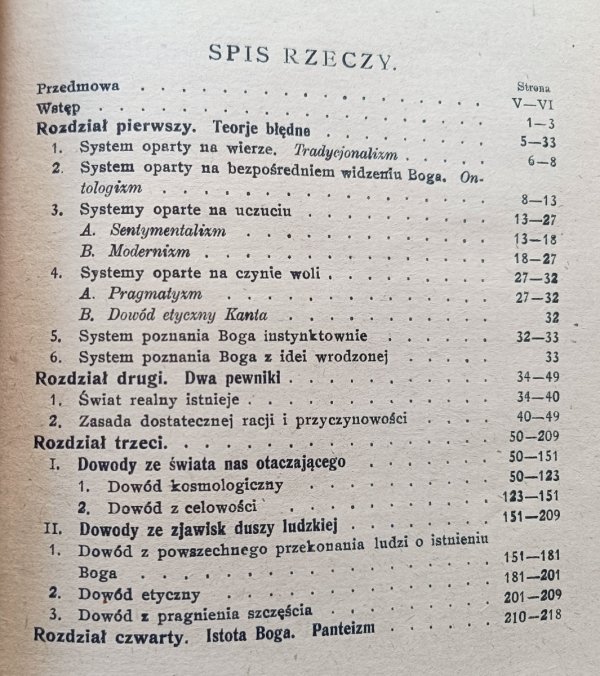 SPIS RZECZY.
Strona
Przedmowa . . . . . . . . . . V—VI
Wstęp . . . . . . . . . . 1—3
Rozdział pierwszy. Teorje błędne . . . . . 5—33
1. System oparty na wierze. Tradycjonalizm . . . . 6—8
2. System oparty na bezpośredniem widzeniu Boga. On-
tologizm . . . . . . . . . 8—13
3. Systemy oparte na uczuciu . . . . . . 13—27
A. Sentymentalizm . . . . . . . 13—18
B. Modernizm . . . . . . . . 18—27
4. Systemy oparte na czynie woli . . . . . . 27—32
A. Pragmatyzm . . . . . . . . 27—32
B. Dowód etyczny Kanta . . . . . . 32
5. System poznania Boga instynktownie . . . . 32—33
6. System poznania Boga z idei wrodzonej . . . . 33
Rozdział drugi. Dwa pewniki . . . . . . 34—49
1. Świat realny istnieje . . . . . . . 34—40
2. Zasada dostatecznej racji i przyczynowości . . . 40—49
Rozdział trzeci. . . . . . . . . . 50—209
I. Dowody ze świata nas otaczającego . . . . 50—151
1. Dowód kosmologiczny . . . . . . 50—123
2. Dowód z celowości . . . . . . 123—151
II. Dowody ze zjawisk duszy ludzkiej . . . . . 151—209
1. Dowód z powszechnego przekonania ludzi o istnieniu
Boga . . . . . . . . . . 151—181
2. Dowód etyczny . . . . . . . . 181—201
3. Dowód z pragnienia szczęścia . . . . . 201—209
Rozdział czwarty. Istota Boga. Panteizm . . . . 210—218